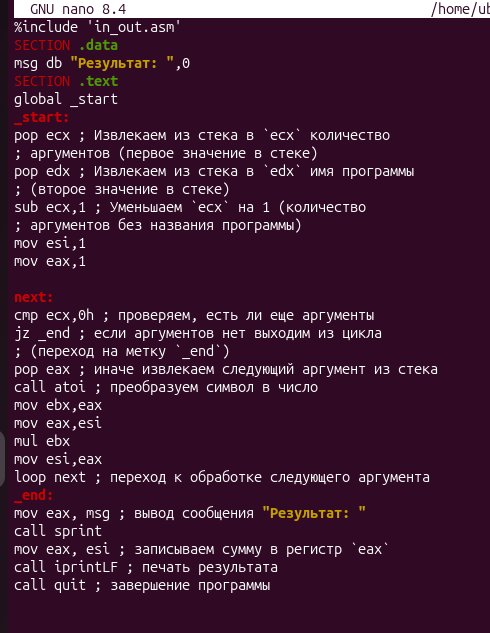 GNU nano 8.4 /home/ub
%include 'in_out.asm'
SECTION .data
msg db "Результат: ",0
SECTION .text
global _start
_start:
pop ecx ; Извлекаем из стека в `ecx` количество
; аргументов (первое значение в стеке)
pop edx ; Извлекаем из стека в `edx` имя программы
; (второе значение в стеке)
sub ecx,1 ; Уменьшаем `ecx` на 1 (количество
; аргументов без названия программы)
mov esi,1
mov eax,1
next:
cmp ecx,0h ; проверяем, есть ли еще аргументы
jz _end ; если аргументов нет выходим из цикла
; (переход на метку `_end`)
pop eax ; иначе извлекаем следующий аргумент из стека
call atoi ; преобразуем символ в число
mov ebx,eax
mov eax,esi
mul ebx
mov esi,eax
loop next ; переход к обработке следующего аргумента
_end:
mov eax, msg ; вывод сообщения "Результат: "
call sprint
mov eax, esi ; записываем сумму в регистр `eax`
call iprintLF ; печать результата
call quit ; завершение программы